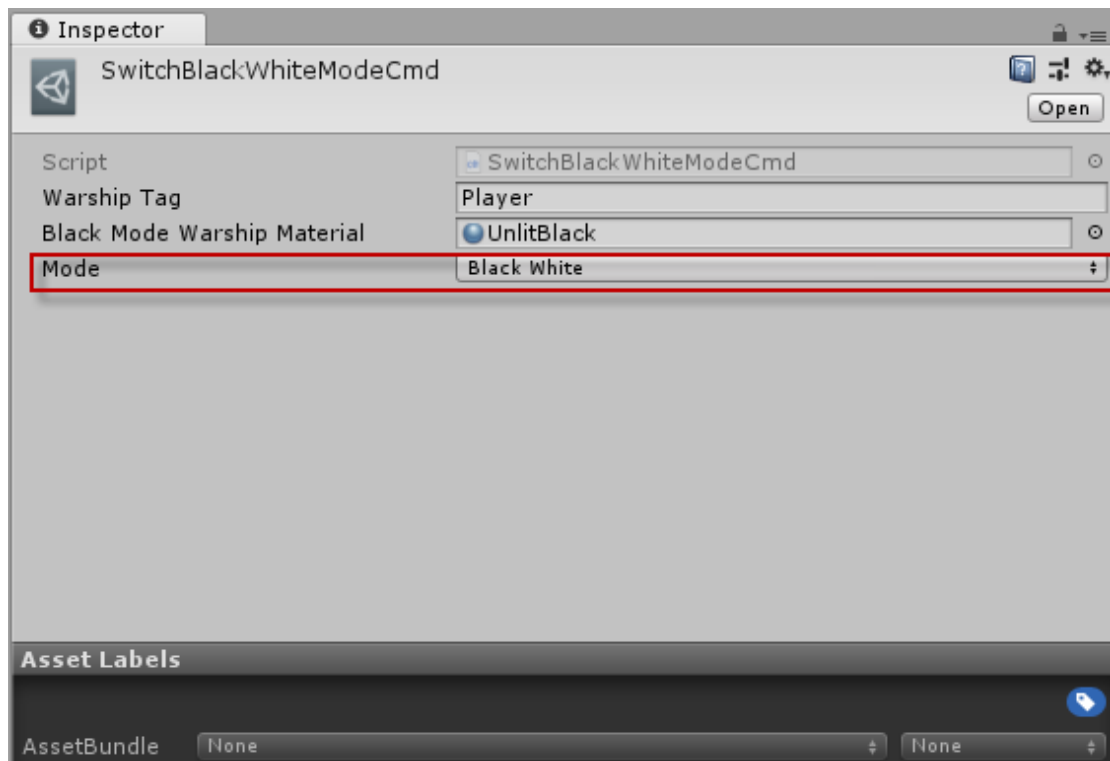 Inspector
SwitchBlackWhiteModeCmd
Open
Script SwitchBlackWhiteModeCmd
Warship Tag Player
Black Mode Warship Material UnlitBlack
Mode Black White
Asset Labels
AssetBundle None None